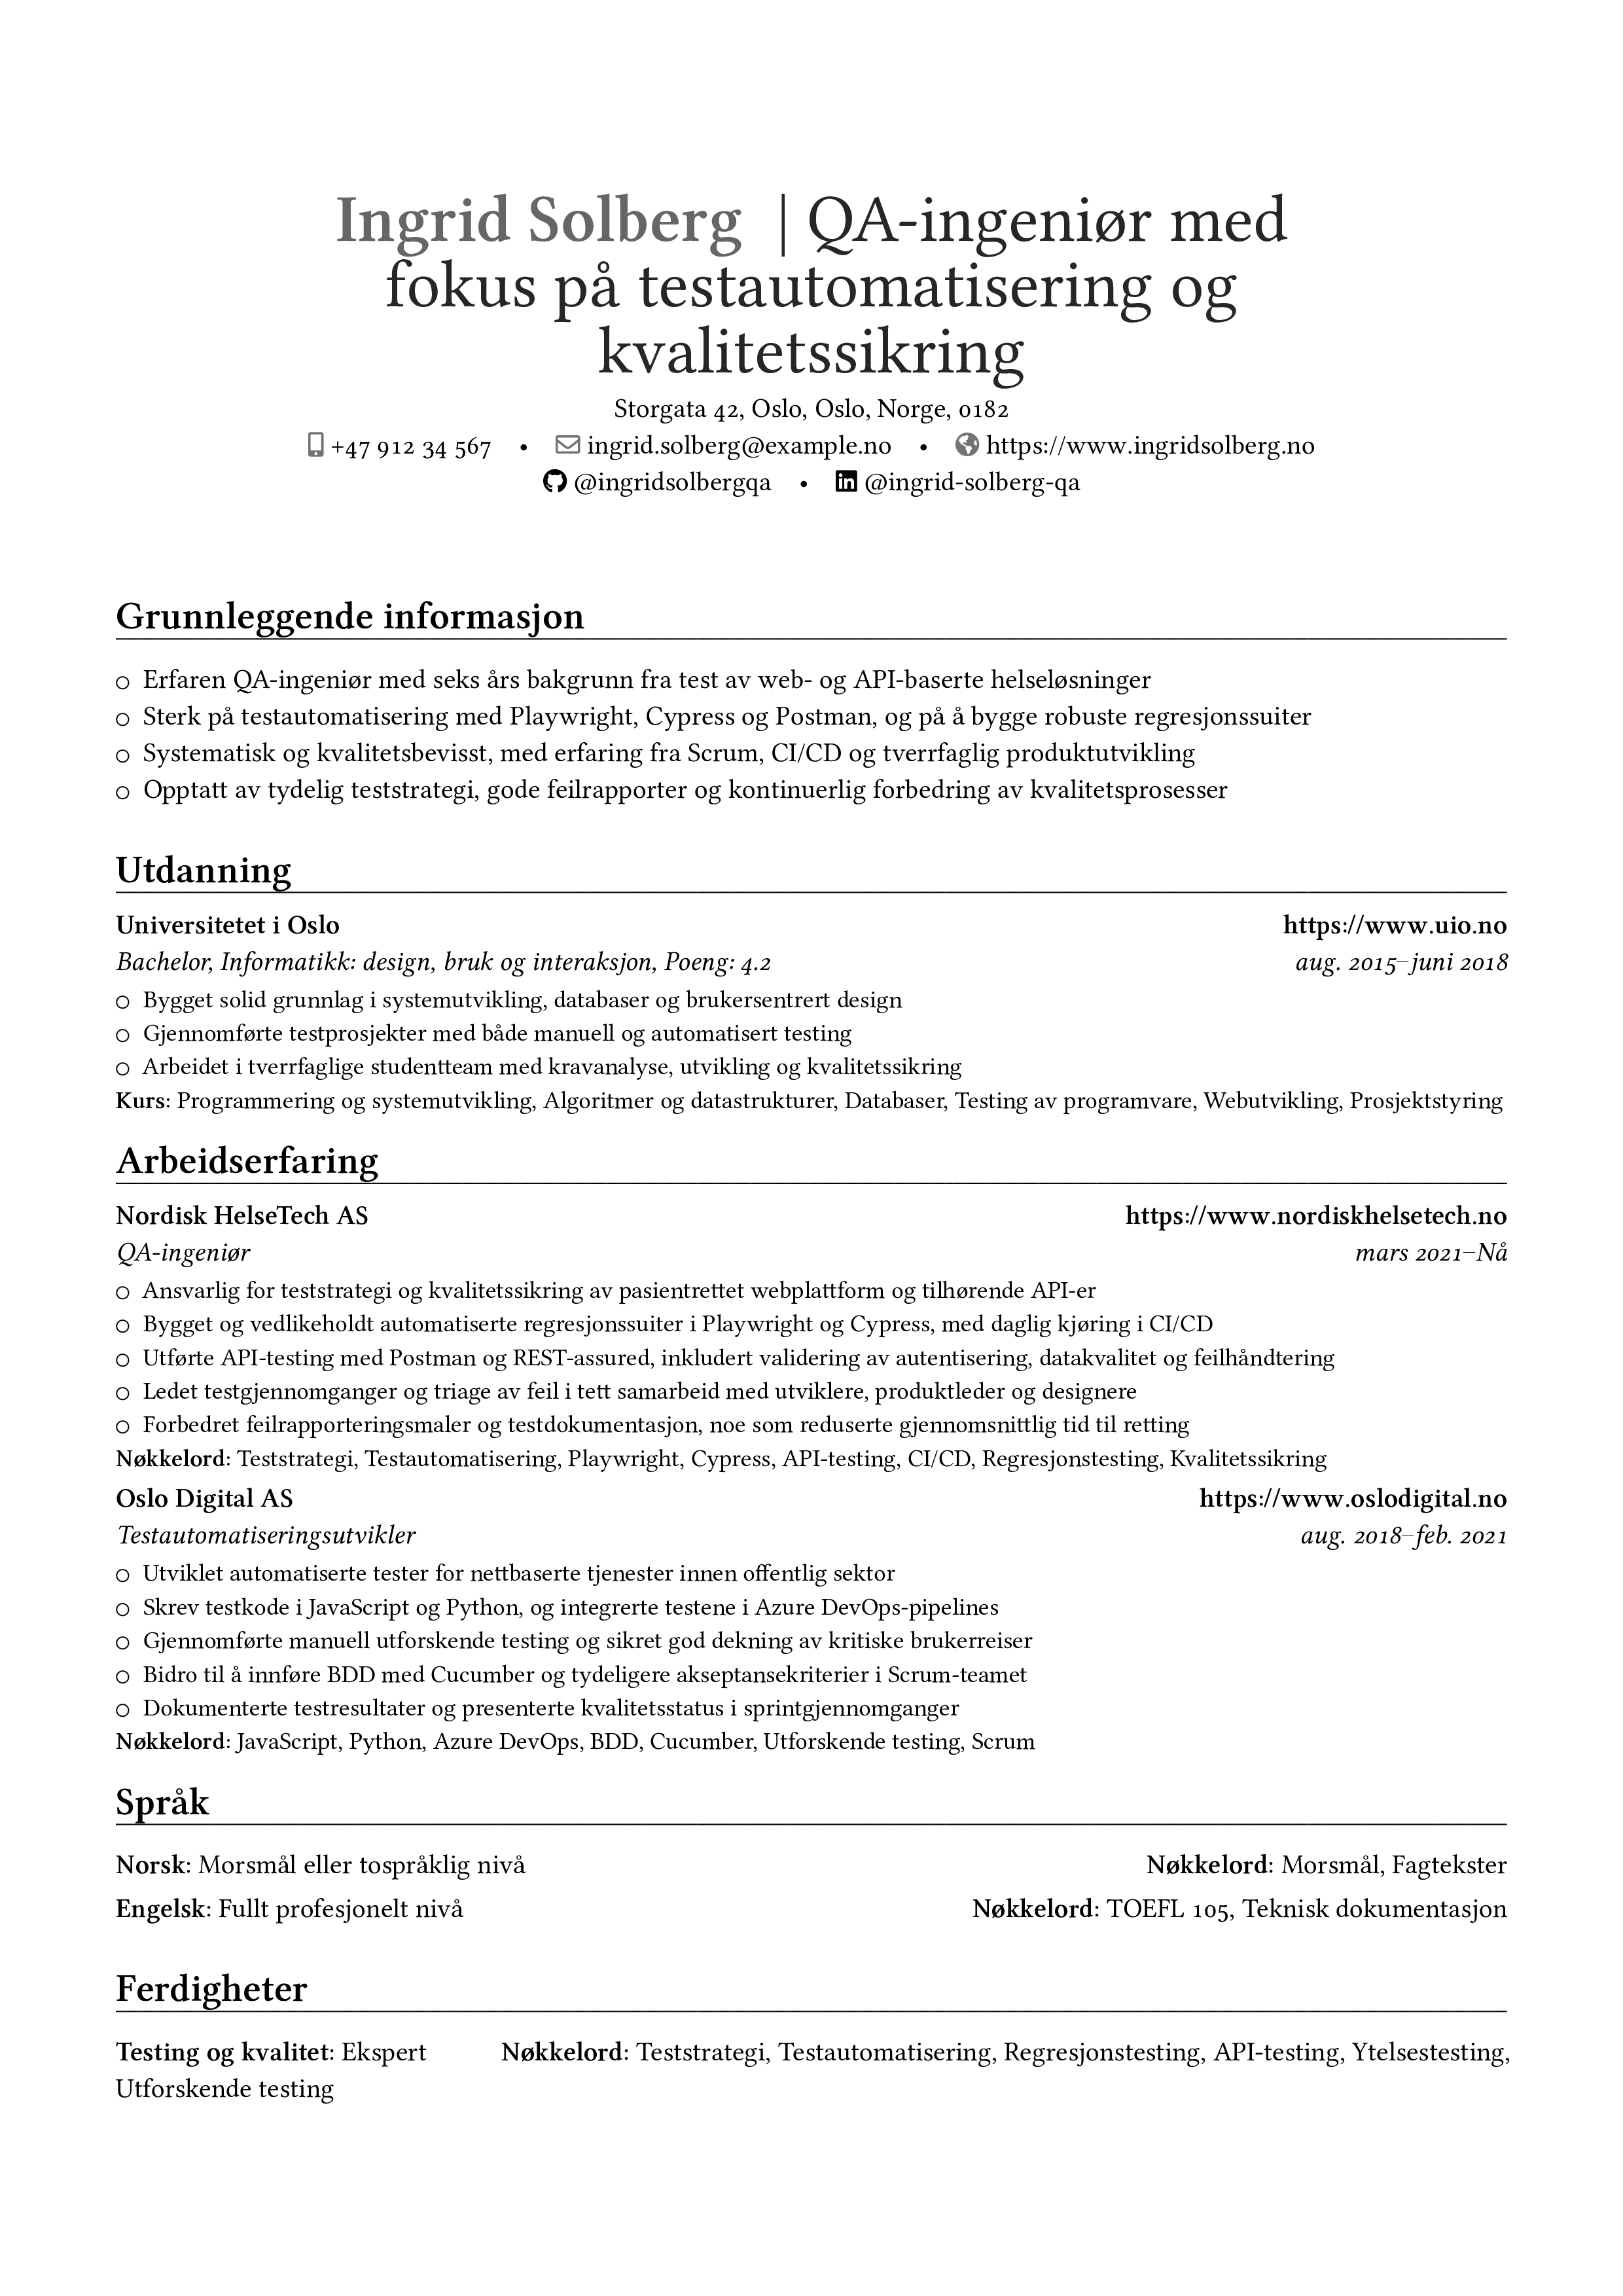 Ingrid Solberg | QA-ingeniør med
fokus på testautomatisering og
kvalitetssikring
Storgata 42, Oslo, Oslo, Norge, 0182
+47 912 34 567 • ingrid.solberg@example.no • https://www.ingridsolberg.no
@ingridsolbergqa • @ingrid-solberg-qa
Grunnleggende informasjon
○ Erfaren QA-ingeniør med seks års bakgrunn fra test av web- og API-baserte helseløsninger
○ Sterk på testautomatisering med Playwright, Cypress og Postman, og på å bygge robuste regresjonssuiter
○ Systematisk og kvalitetsbevisst, med erfaring fra Scrum, CI/CD og tverrfaglig produktutvikling
○ Opptatt av tydelig teststrategi, gode feilrapporter og kontinuerlig forbedring av kvalitetsprosesser
Utdanning
Universitetet i Oslo https://www.uio.no
Bachelor, Informatikk: design, bruk og interaksjon, Poeng: 4.2 aug. 2015–juni 2018
○ Bygget solid grunnlag i systemutvikling, databaser og brukersentrert design
○ Gjennomførte testprosjekter med både manuell og automatisert testing
○ Arbeidet i tverrfaglige studentteam med kravanalyse, utvikling og kvalitetssikring
Kurs: Programmering og systemutvikling, Algoritmer og datastrukturer, Databaser, Testing av programvare, Webutvikling, Prosjektstyring
Arbeidserfaring
Nordisk HelseTech AS https://www.nordiskhelsetech.no
QA-ingeniør mars 2021–Nå
○ Ansvarlig for teststrategi og kvalitetssikring av pasientrettet webplattform og tilhørende API-er
○ Bygget og vedlikeholdt automatiserte regresjonssuiter i Playwright og Cypress, med daglig kjøring i CI/CD
○ Utførte API-testing med Postman og REST-assured, inkludert validering av autentisering, datakvalitet og feilhåndtering
○ Ledet testgjennomganger og triage av feil i tett samarbeid med utviklere, produktleder og designere
○ Forbedret feilrapporteringsmaler og testdokumentasjon, noe som reduserte gjennomsnittlig tid til retting
Nøkkelord: Teststrategi, Testautomatisering, Playwright, Cypress, API-testing, CI/CD, Regresjonstesting, Kvalitetssikring
Oslo Digital AS https://www.oslodigital.no
Testautomatiseringsutvikler aug. 2018–feb. 2021
○ Utviklet automatiserte tester for nettbaserte tjenester innen offentlig sektor
○ Skrev testkode i JavaScript og Python, og integrerte testene i Azure DevOps-pipelines
○ Gjennomførte manuell utforskende testing og sikret god dekning av kritiske brukerreiser
○ Bidro til å innføre BDD med Cucumber og tydeligere akseptansekriterier i Scrum-teamet
○ Dokumenterte testresultater og presenterte kvalitetsstatus i sprintgjennomganger
Nøkkelord: JavaScript, Python, Azure DevOps, BDD, Cucumber, Utforskende testing, Scrum
Språk
Norsk: Morsmål eller tospråklig nivå Nøkkelord: Morsmål, Fagtekster
Engelsk: Fullt profesjonelt nivå Nøkkelord: TOEFL 105, Teknisk dokumentasjon
Ferdigheter
Testing og kvalitet: Ekspert Nøkkelord: Teststrategi, Testautomatisering, Regresjonstesting, API-testing, Ytelsestesting,
Utforskende testing